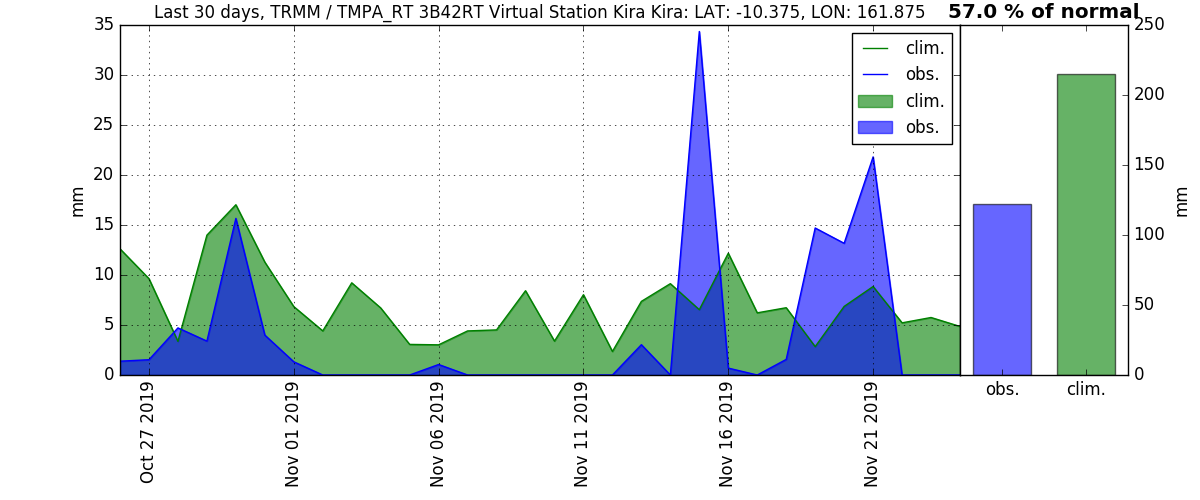 Last 30 days, TRMM / TMPA_RT 3B42RT Virtual Station Kira Kira: LAT: -10.375, LON: 161.875
57.0 % of normal
35
30
25
20
15
10
5
0
mm
clim.
obs.
clim.
obs.
Oct 27 2019
Nov 01 2019
Nov 06 2019
Nov 11 2019
Nov 16 2019
Nov 21 2019
250
200
150
100
50
0
mm
obs.
clim.